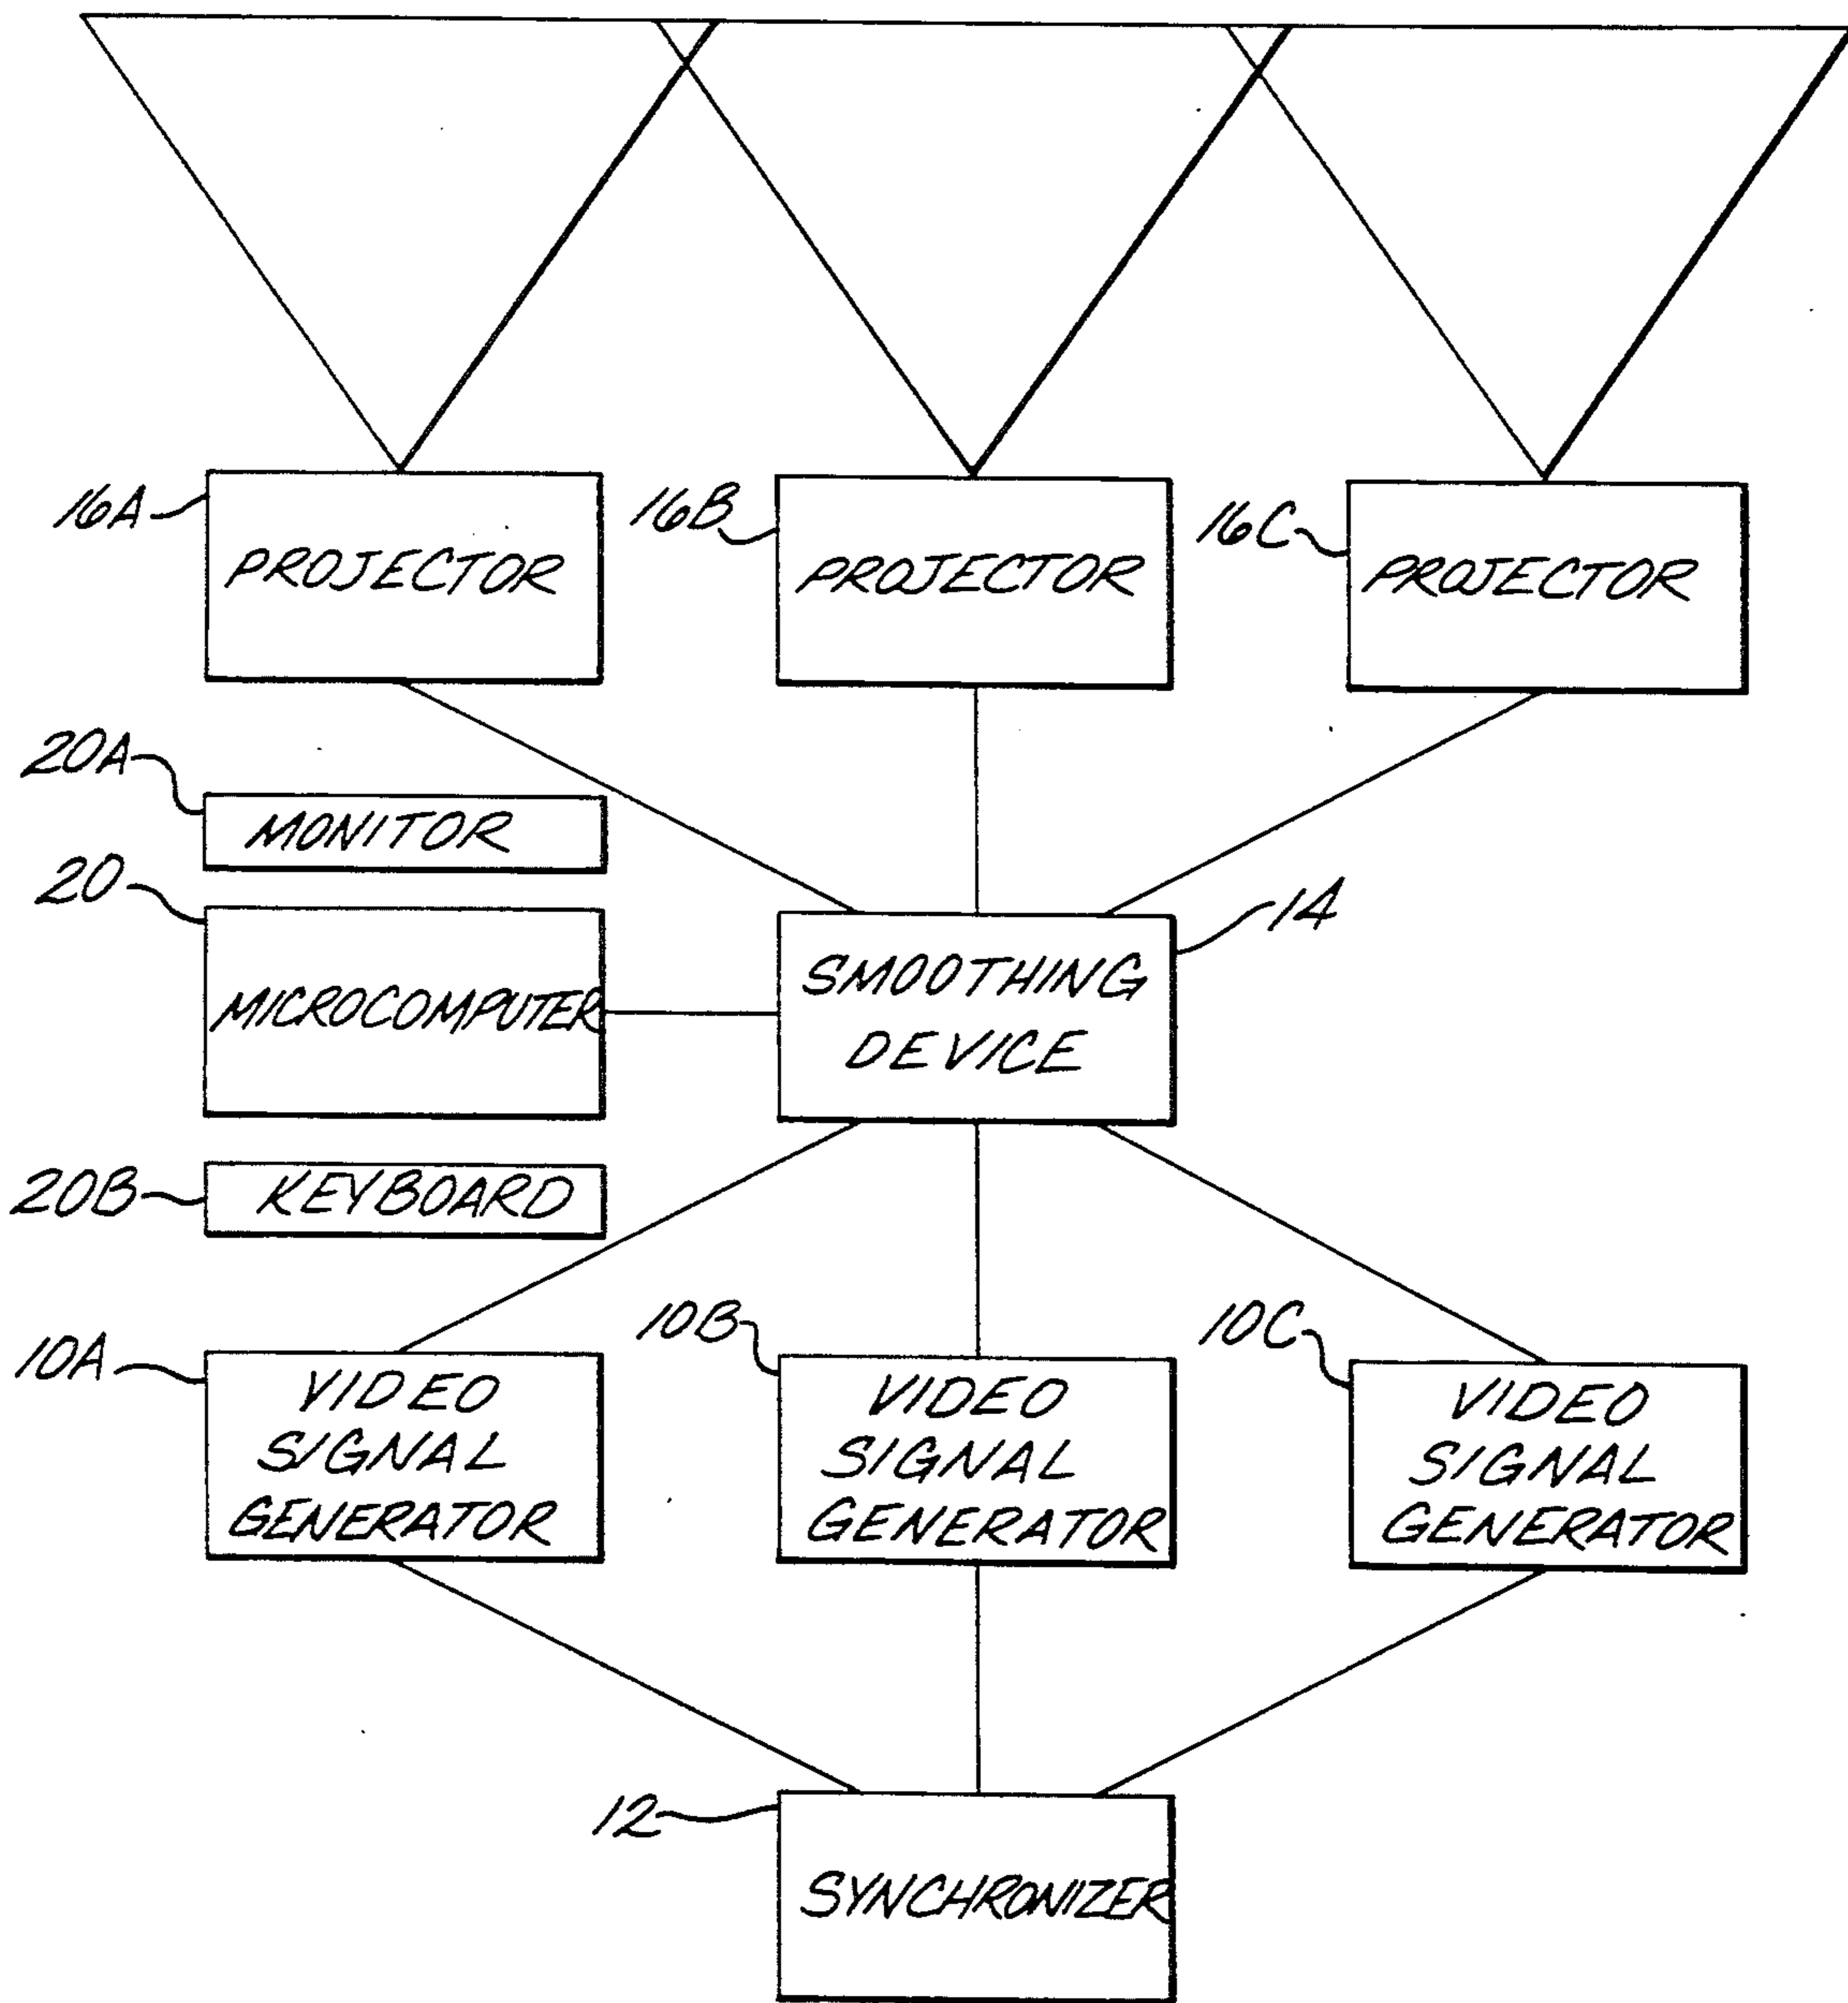 16A
PROJECTOR
16B
PROJECTOR
16C
PROJECTOR
20A
MONITOR
20
MICROCOMPUTER
SMOOTHING
DEVICE
14
20B
KEYBOARD
10A
VIDEO
SIGNAL
GENERATOR
10B
VIDEO
SIGNAL
GENERATOR
10C
VIDEO
SIGNAL
GENERATOR
12
SYNCHRONIZER